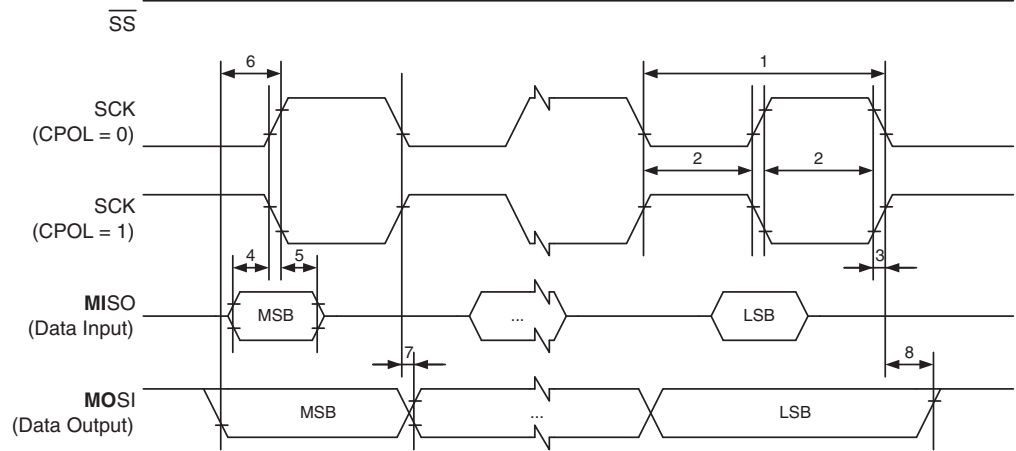 SS
6
1
SCK
(CPOL = 0)
2
2
SCK
(CPOL = 1)
4
5
3
MISO
(Data Input)
MSB
...
LSB
7
8
MOSI
(Data Output)
MSB
...
LSB